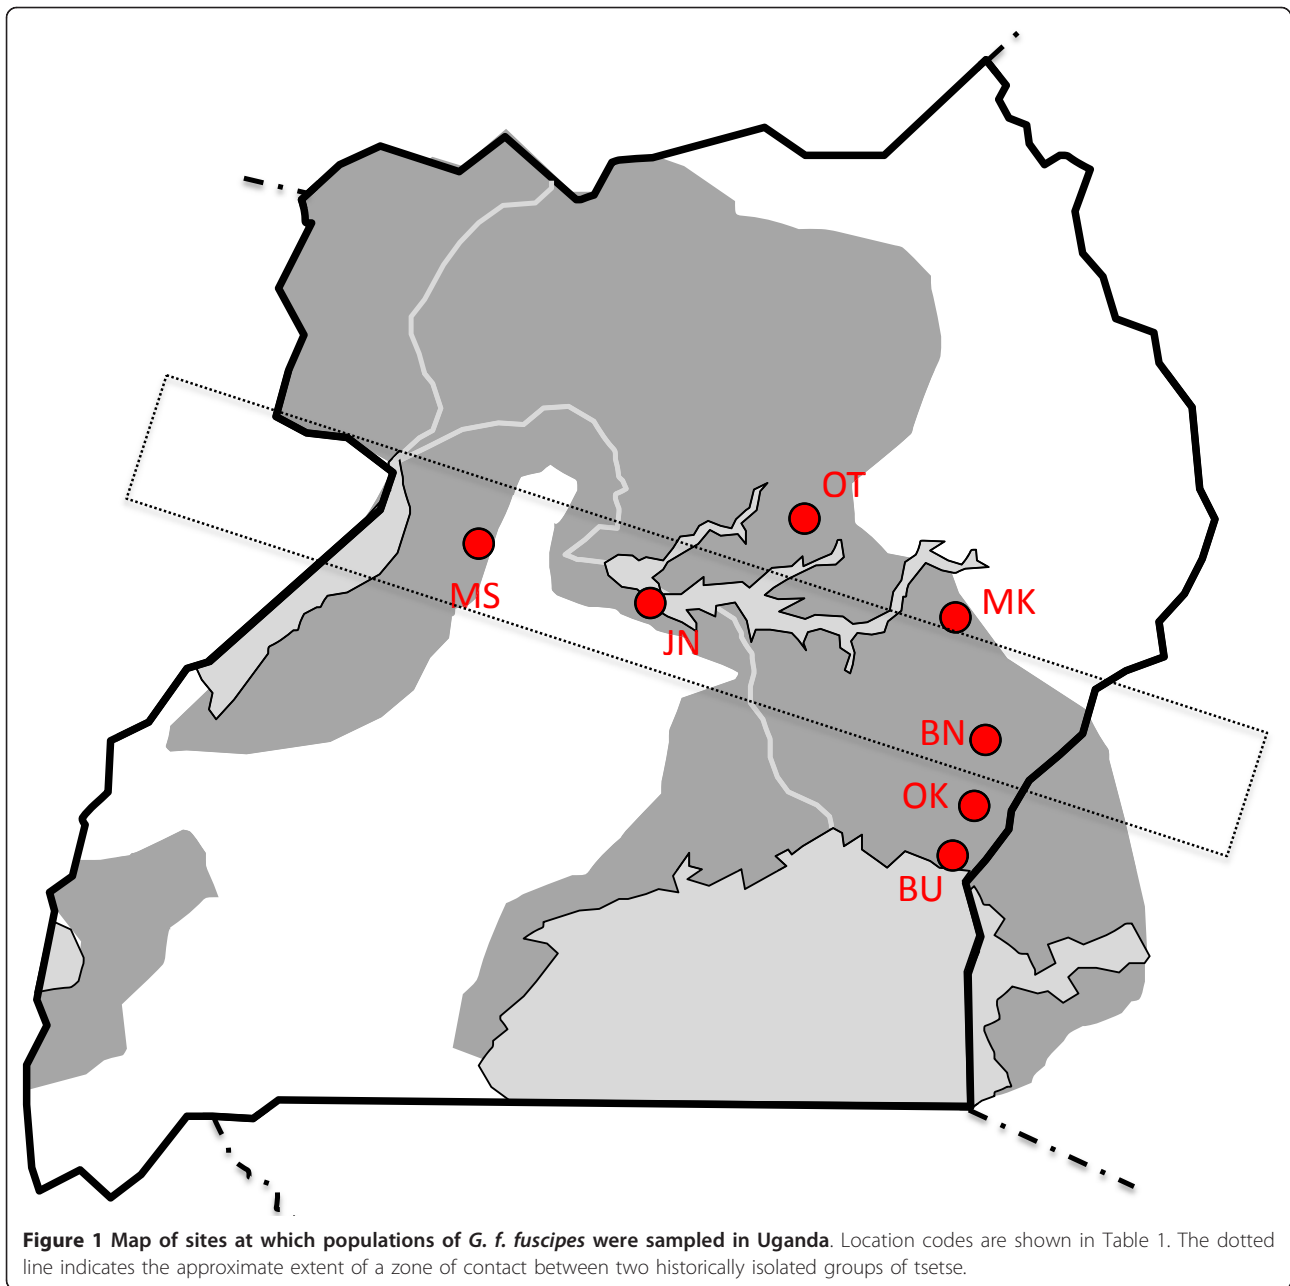 OT
MS
MK
JN
BN
OK
BU
Figure 1 Map of sites at which populations of G. f. fuscipes were sampled in Uganda. Location codes are shown in Table 1. The dotted
line indicates the approximate extent of a zone of contact between two historically isolated groups of tsetse.